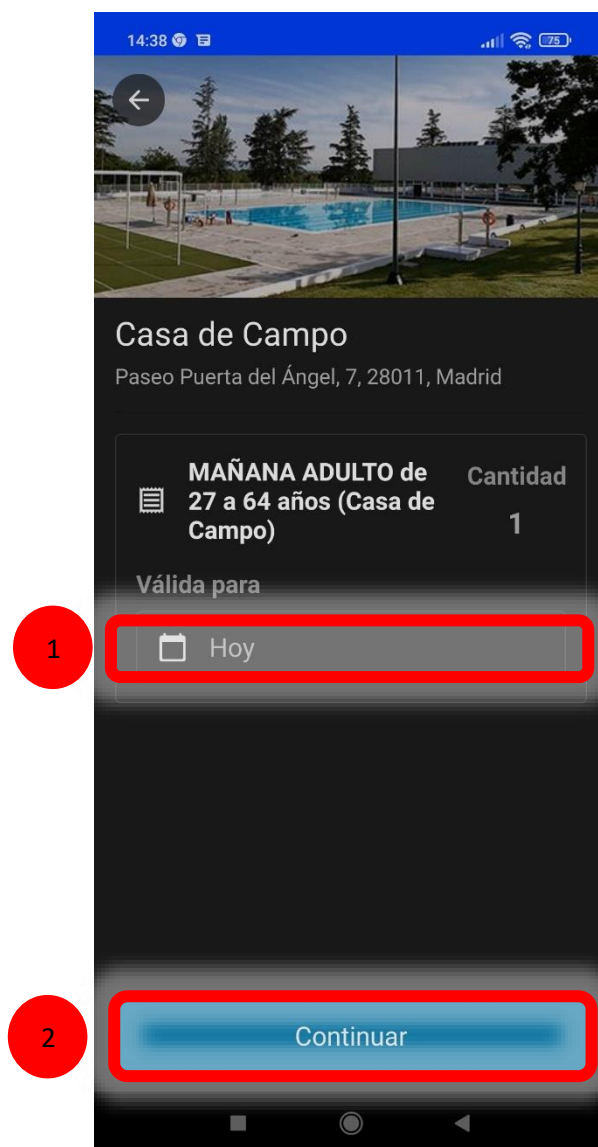 14:38
75
Casa de Campo
Paseo Puerta del Ángel, 7, 28011, Madrid
MAÑANA ADULTO de
27 a 64 años (Casa de
Campo)
Cantidad
1
Válida para
1
Hoy
2
Continuar